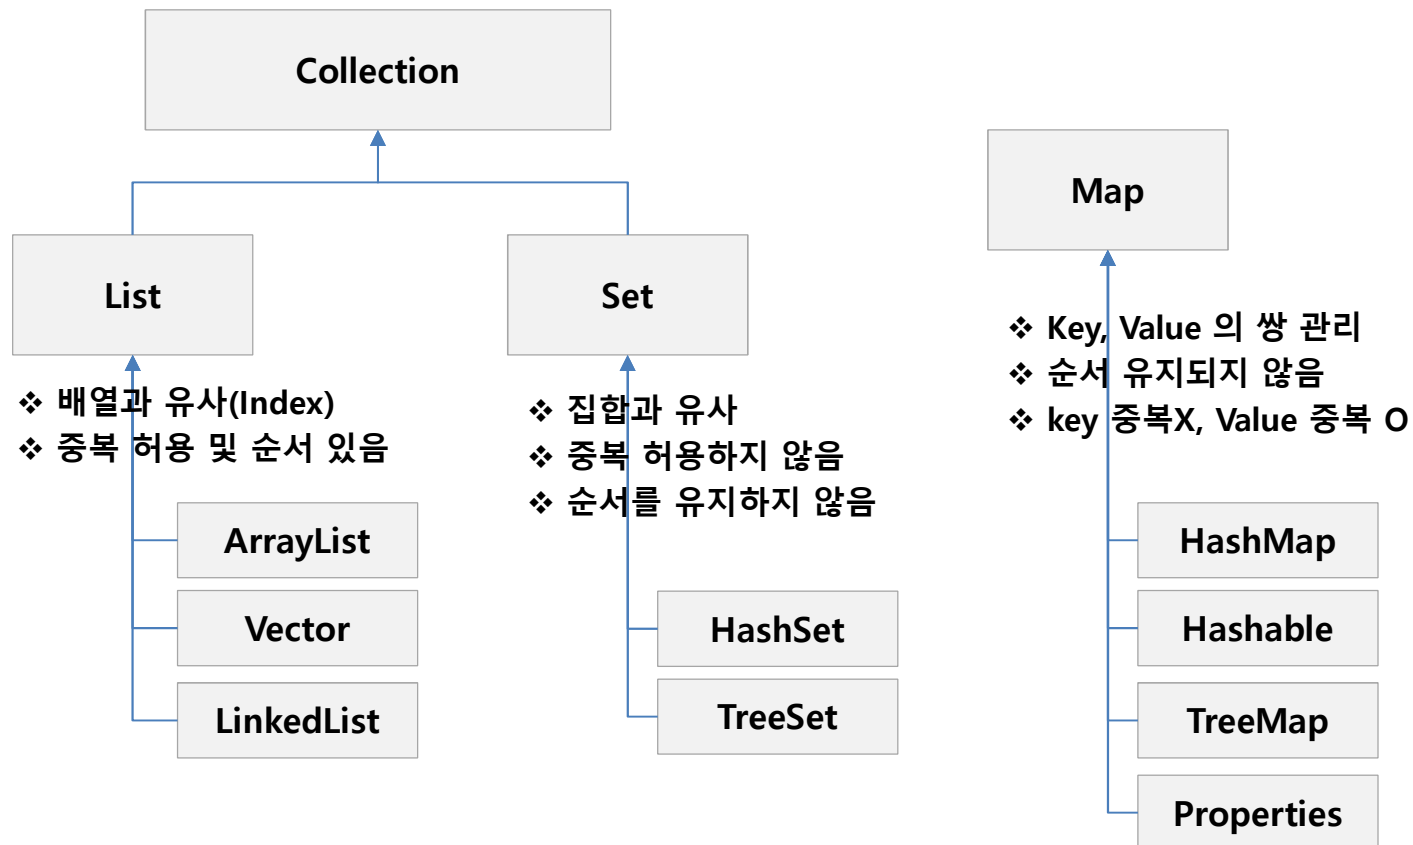 Collection
Map
List
Set
❖ Key, Value 의 쌍 관리
❖ 순서 유지되지 않음
❖ key 중복X, Value 중복 O
❖ 배열과 유사(Index)
❖ 중복 허용 및 순서 있음
❖ 집합과 유사
❖ 중복 허용하지 않음
❖ 순서를 유지하지 않음
ArrayList
Vector
LinkedList
HashSet
TreeSet
HashMap
Hashable
TreeMap
Properties